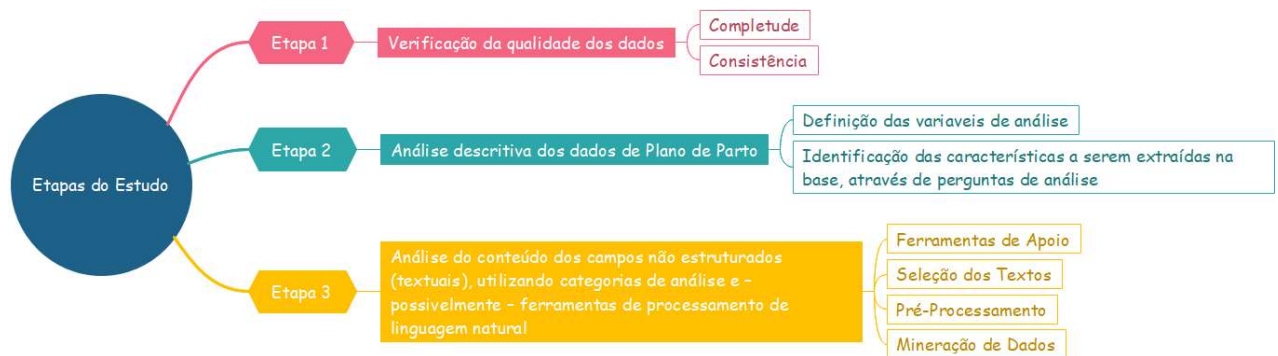 Etapas do Estudo
Etapa 1
Verificação da qualidade dos dados
Completude
Consistência
Etapa 2
Análise descritiva dos dados de Plano de Parto
Definição das variaveis de análise
Identificação das características a serem extraídas na
base, através de perguntas de análise
Etapa 3
Análise do conteúdo dos campos não estruturados
(textuais), utilizando categorias de análise e –
possivelmente – ferramentas de processamento de
linguagem natural
Ferramentas de Apoio
Seleção dos Textos
Pré-Processamento
Mineração de Dados